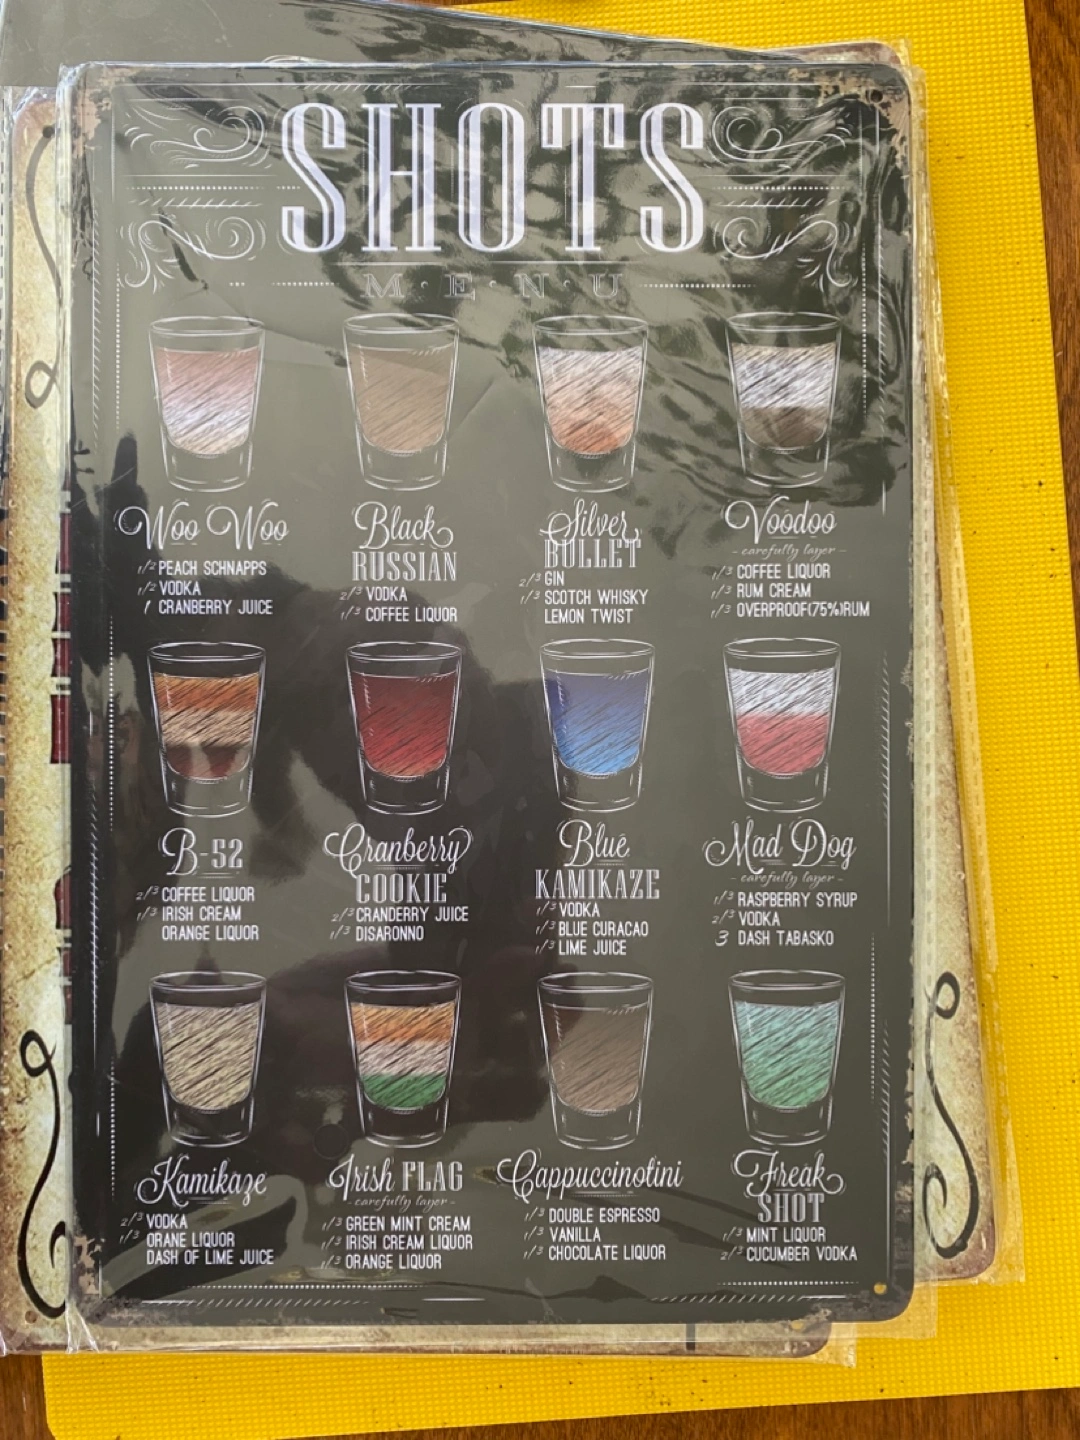 SHOTS
M·E·N·U
Woo Woo
1/2 PEACH SCHNAPPS
1/2 VODKA
1 CRANBERRY JUICE
Black
RUSSIAN
2/3 VODKA
1/3 COFFEE LIQUOR
Silver
BULLET
2/3 GIN
1/3 SCOTCH WHISKY
LEMON TWIST
Voodoo
- carefully layer -
1/3 COFFEE LIQUOR
1/3 RUM CREAM
1/3 OVERPROOF(75%)RUM
B-52
2/3 COFFEE LIQUOR
1/3 IRISH CREAM
ORANGE LIQUOR
Cranberry
COOKIE
2/3 CRANDERRY JUICE
1/3 DISARONNO
Blue
KAMIKAZE
1/3 VODKA
1/3 BLUE CURACAO
1/3 LIME JUICE
Mad Dog
- carefully layer -
1/3 RASPBERRY SYRUP
2/3 VODKA
3 DASH TABASKO
Kamikaze
2/3 VODKA
1/3 ORANE LIQUOR
DASH OF LIME JUICE
Irish FLAG
- carefully layer -
1/3 GREEN MINT CREAM
1/3 IRISH CREAM LIQUOR
1/3 ORANGE LIQUOR
Cappuccinotini
1/3 DOUBLE ESPRESSO
1/3 VANILLA
1/3 CHOCOLATE LIQUOR
Freak
SHOT
1/3 MINT LIQUOR
2/3 CUCUMBER VODKA